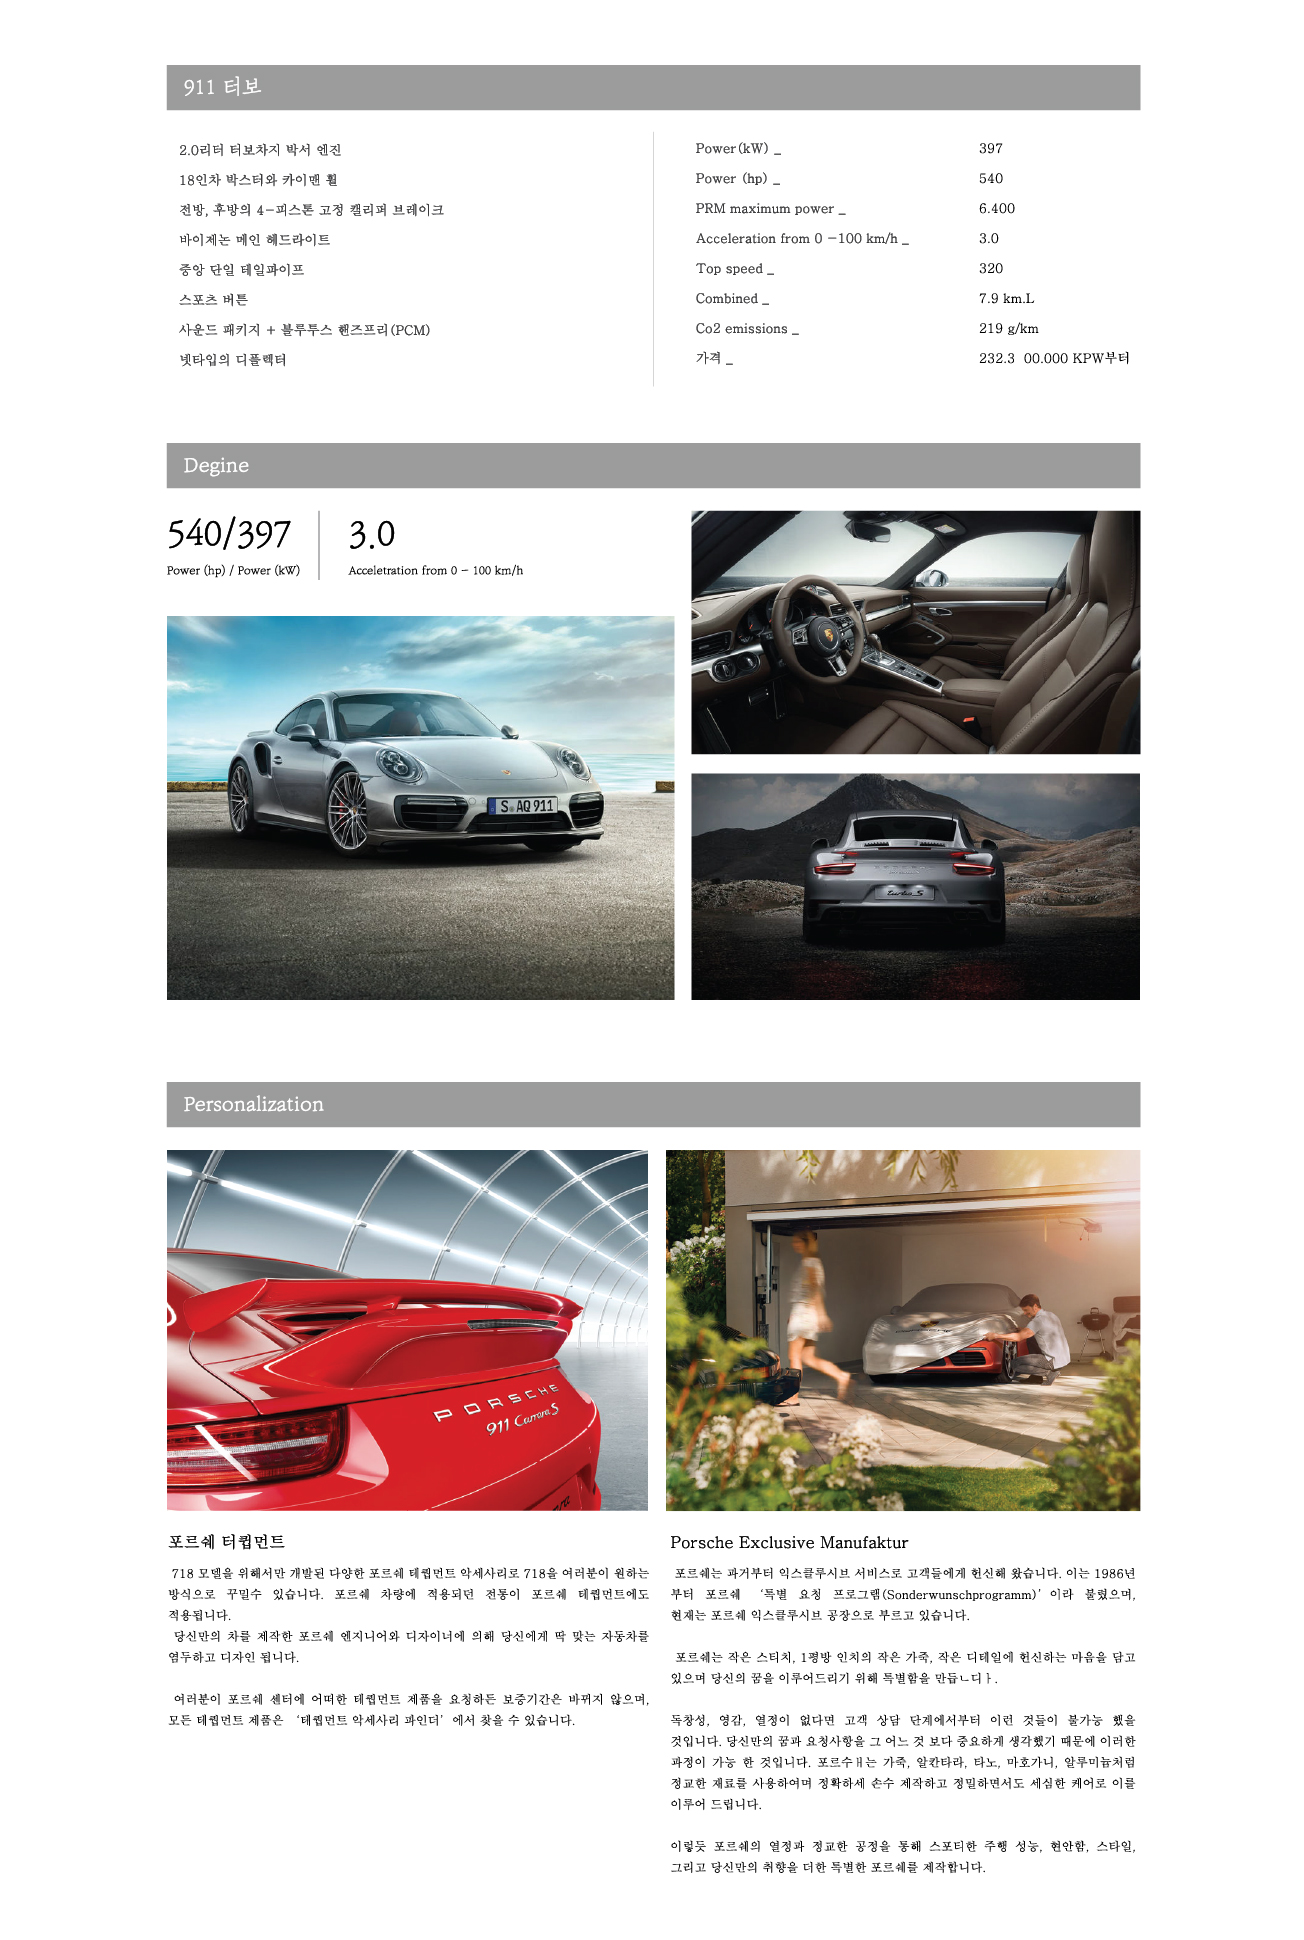 911 터보
2.0리터 터보차지 박서 엔진
18인차 박스터와 카이맨 휠
전방, 후방의 4-피스톤 고정 캘리퍼 브레이크
바이제논 메인 헤드라이트
중앙 단일 테일파이프
스포츠 버튼
사운드 패키지 + 블루투스 핸즈프리(PCM)
넷타입의 디플렉터
Power(kW) _ 397
Power (hp) _ 540
PRM maximum power _ 6.400
Acceleration from 0 -100 km/h _ 3.0
Top speed _ 320
Combined _ 7.9 km.L
Co2 emissions _ 219 g/km
가격 _ 232.3 00.000 KPW부터
Degine
540/397
Power (hp) / Power (kW)
3.0
Acceletration from 0 - 100 km/h
S AQ 911
turbo S
Personalization
PORSCHE
911 Carrera S
포르쉐 터큅먼트
718 모델을 위해서만 개발된 다양한 포르쉐 테큅먼트 악세사리로 718을 여러분이 원하는
방식으로 꾸밀수 있습니다. 포르쉐 차량에 적용되던 전통이 포르쉐 테큅먼트에도
적용됩니다.
당신만의 차를 제작한 포르쉐 엔지니어와 디자이너에 의해 당신에게 딱 맞는 자동차를
염두하고 디자인 됩니다.
여러분이 포르쉐 센터에 어떠한 테큅먼트 제품을 요청하든 보증기간은 바뀌지 않으며,
모든 테큅먼트 제품은 ‘테큅먼트 악세사리 파인더’에서 찾을 수 있습니다.
Porsche Exclusive Manufaktur
포르쉐는 과거부터 익스클루시브 서비스로 고객들에게 헌신해 왔습니다. 이는 1986년
부터 포르쉐 ‘특별 요청 프로그램(Sonderwunschprogramm)’이라 불렸으며,
현재는 포르쉐 익스클루시브 공장으로 부르고 있습니다.
포르쉐는 작은 스티치, 1평방 인치의 작은 가죽, 작은 디테일에 헌신하는 마음을 담고
있으며 당신의 꿈을 이루어드리기 위해 특별함을 만듭ㄴ디ㅏ.
독창성, 영감, 열정이 없다면 고객 상담 단계에서부터 이런 것들이 불가능 했을
것입니다. 당신만의 꿈과 요청사항을 그 어느 것 보다 중요하게 생각했기 때문에 이러한
과정이 가능 한 것입니다. 포르수ㅐ는 가죽, 알칸타라, 타노, 마호가니, 알루미늄처럼
정교한 재료를 사용하여며 정확하세 손수 제작하고 정밀하면서도 세심한 케어로 이를
이루어 드립니다.
이렇듯 포르쉐의 열정과 정교한 공정을 통해 스포티한 주행 성능, 현안함, 스타일,
그리고 당신만의 취향을 더한 특별한 포르쉐를 제작합니다.